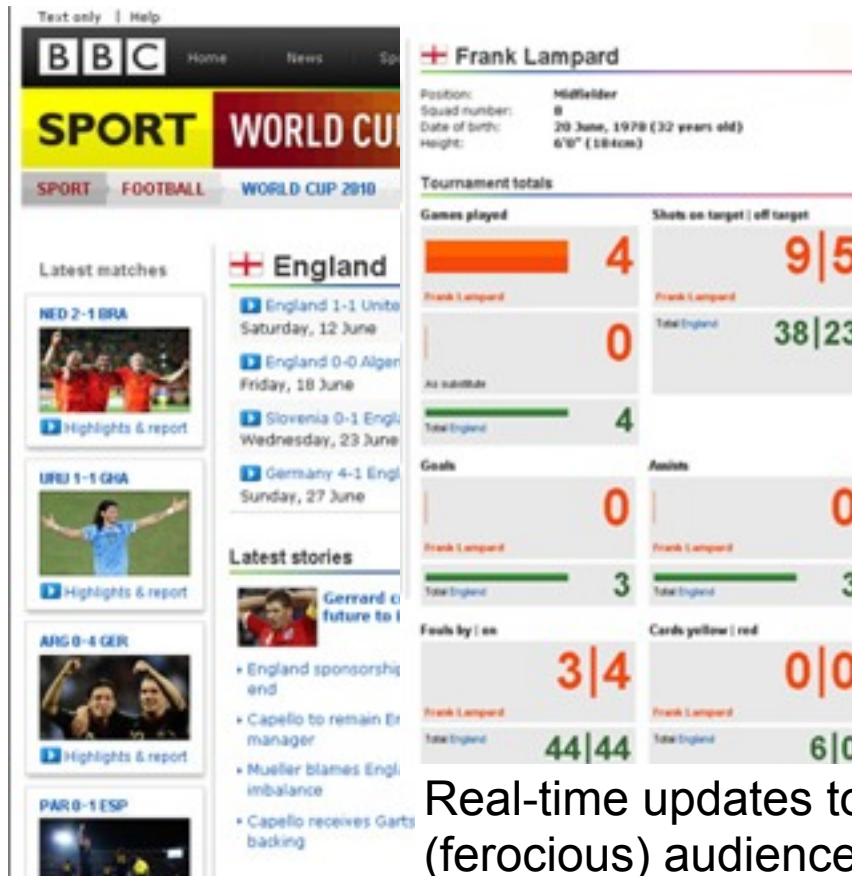 Text only | Help
BBC
Home News
SPORT
WORLD CU
SPORT FOOTBALL WORLD CUP 2010
Latest matches
NED 2-1 BRA
Highlights & report
URU 1-1 GHA
Highlights & report
ARG 0-4 GER
Highlights & report
PAR 0-1 ESP
England
England 1-1 Unite
Saturday, 12 June
England 0-0 Alger
Friday, 18 June
Slovenia 0-1 Engl
Wednesday, 23 June
Germany 4-1 Engl
Sunday, 27 June
Latest stories
Gerrard c
future to
England sponsorship
end
Capello to remain En
manager
Mueller blames Engl
imbalance
Capello receives Garts
backing
Frank Lampard
Position: Midfielder
Squad number: 8
Date of birth: 20 June, 1978 (32 years old)
Height: 6'0" (184cm)
Tournament totals
Games played
4
Frank Lampard
0
As substitute
Total England 4
Shots on target | off target
9|5
Frank Lampard
Total England 38|23
Goals
0
Frank Lampard
Total England 3
Assists
0
Frank Lampard
Total England 3
Fouls by | on
3|4
Frank Lampard
Total England 44|44
Cards yellow | red
0|0
Frank Lampard
Total England 6|0
Real-time updates to
(ferocious) audience